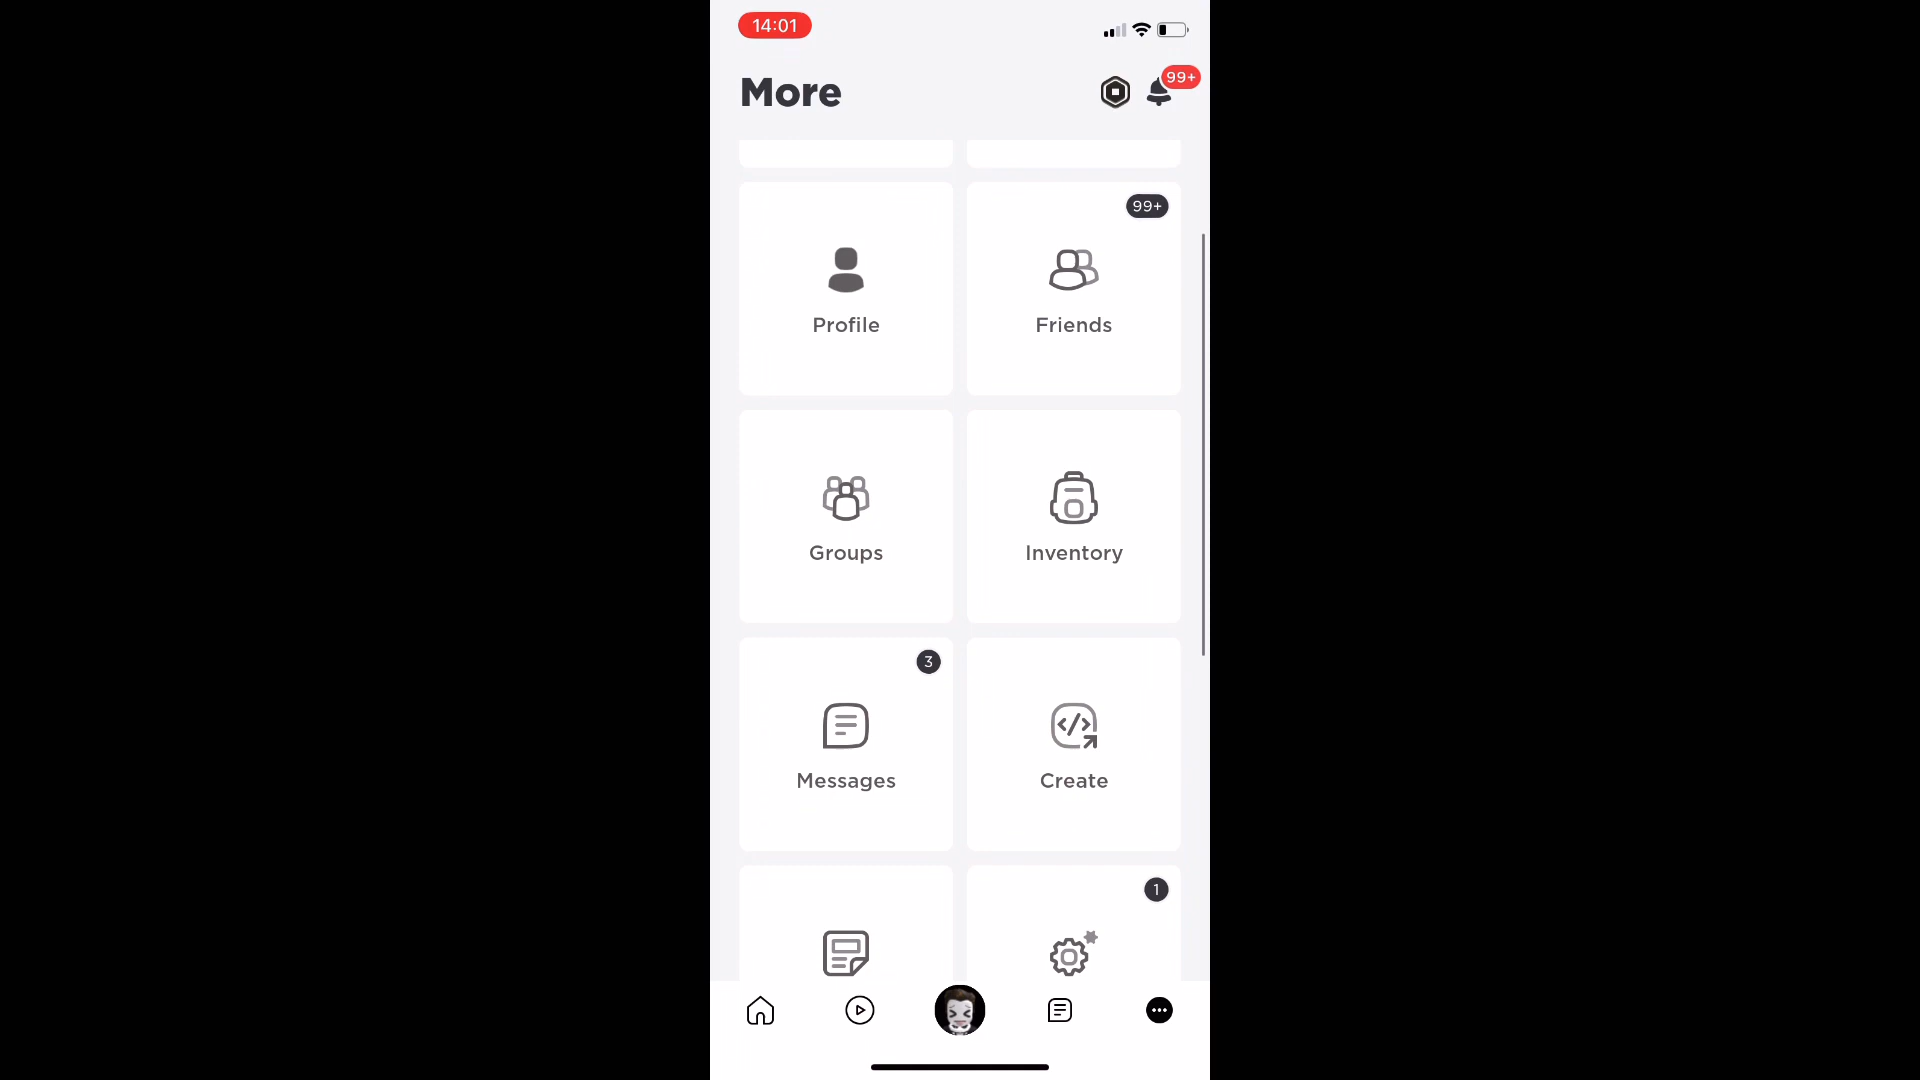 14:01
More
99+
99+
Profile
Friends
Groups
Inventory
3
Messages
Create
1